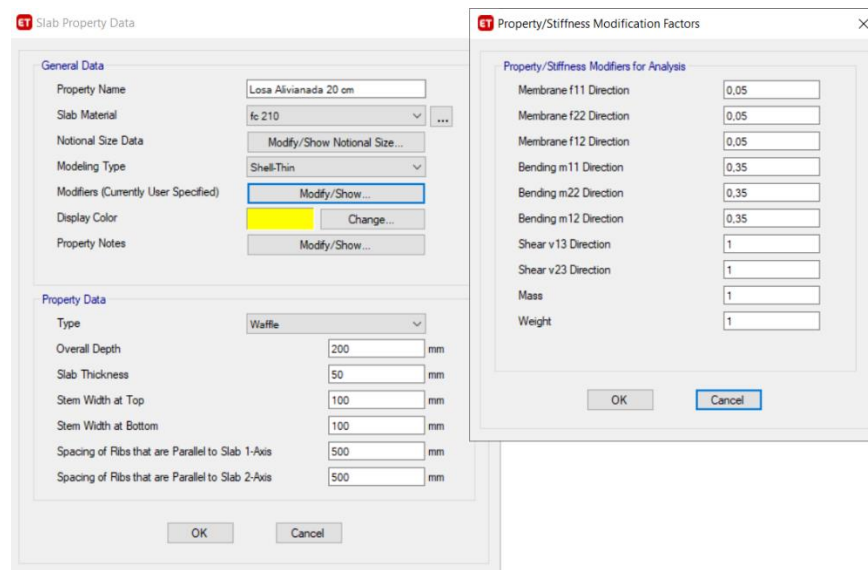 ET Slab Property Data
General Data
Property Name Losa Alivianada 20 cm
Slab Material fc 210 ...
Notional Size Data Modify/Show Notional Size...
Modeling Type Shell-Thin
Modifiers (Currently User Specified) Modify/Show...
Display Color Change...
Property Notes Modify/Show...
Property Data
Type Waffle
Overall Depth 200 mm
Slab Thickness 50 mm
Stem Width at Top 100 mm
Stem Width at Bottom 100 mm
Spacing of Ribs that are Parallel to Slab 1-Axis 500 mm
Spacing of Ribs that are Parallel to Slab 2-Axis 500 mm
OK Cancel
ET Property/Stiffness Modification Factors
Property/Stiffness Modifiers for Analysis
Membrane f11 Direction 0,05
Membrane f22 Direction 0,05
Membrane f12 Direction 0,05
Bending m11 Direction 0,35
Bending m22 Direction 0,35
Bending m12 Direction 0,35
Shear v13 Direction 1
Shear v23 Direction 1
Mass 1
Weight 1
OK Cancel